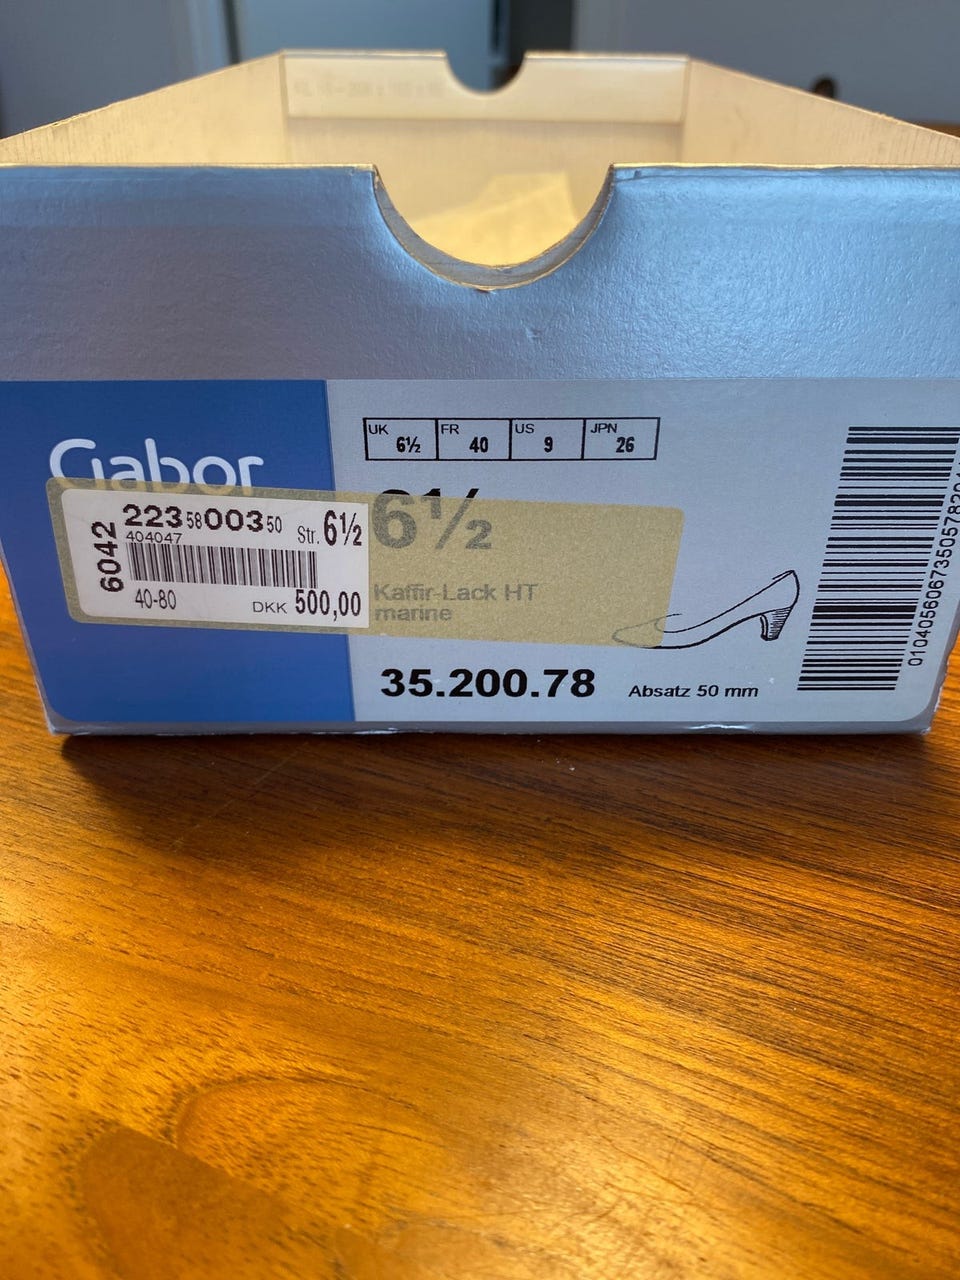 UK 6½ FR 40 US 9 JPN 26
Gabor
6½
6042
223 58 003 50 Str. 6½
404047
40-80 DKK 500,00
Kaffir-Lack HT
marine
35.200.78 Absatz 50 mm